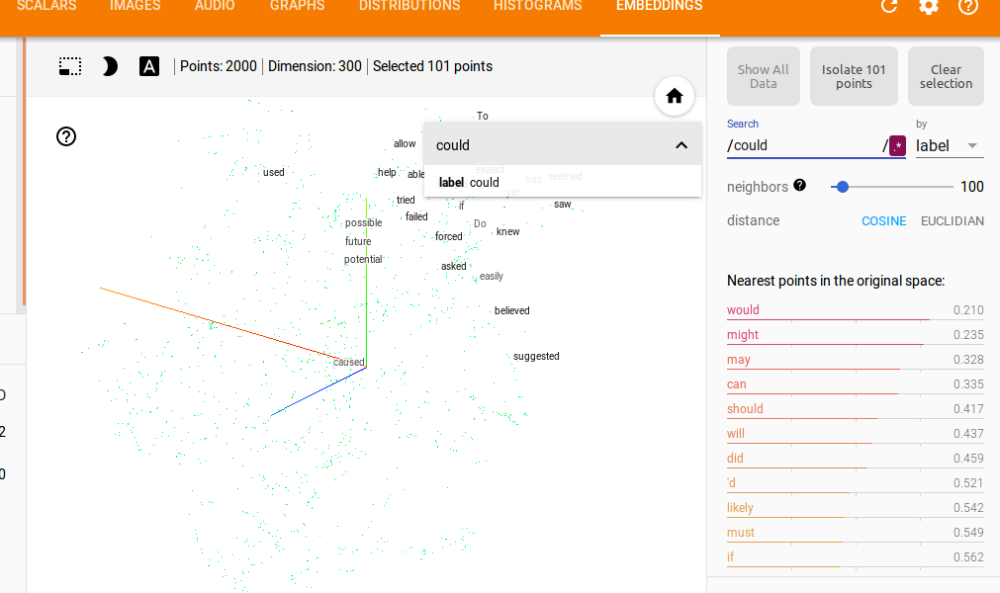 SCALARS IMAGES AUDIO GRAPHS DISTRIBUTIONS HISTOGRAMS EMBEDDINGS
A Points: 2000 Dimension: 300 Selected 101 points
could
label could
To
allow
used
help
able
expect
had
seemed
yet
tried
if
saw
failed
possible
Do
knew
future
forced
potential
asked
easily
believed
suggested
caused
2
0
Show All Data
Isolate 101 points
Clear selection
Search by
/could /.* label
neighbors 100
distance COSINE EUCLIDIAN
Nearest points in the original space:
would 0.210
might 0.235
may 0.328
can 0.335
should 0.417
will 0.437
did 0.459
'd 0.521
likely 0.542
must 0.549
if 0.562